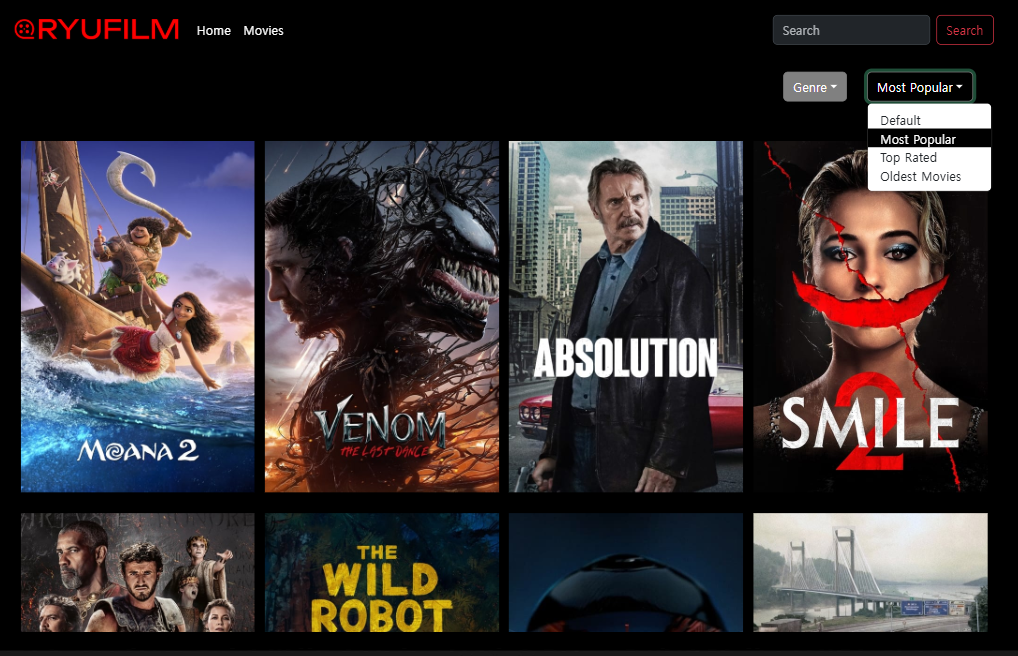 RYUFILM
Home
Movies
Search
Search
Genre
Most Popular
Default
Most Popular
Top Rated
Oldest Movies
MOANA 2
VENOM
THE LAST DANCE
ABSOLUTION
SMILE
2
THE
WILD
ROBOT